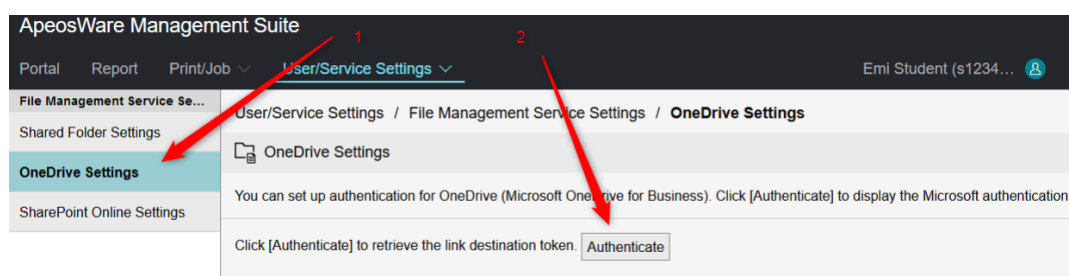 ApeosWare Management Suite
1
2
Portal Report Print/Job User/Service Settings Emi Student (s1234...
File Management Service Se...
User/Service Settings / File Management Service Settings / OneDrive Settings
Shared Folder Settings
OneDrive Settings
OneDrive Settings
You can set up authentication for OneDrive (Microsoft OneDrive for Business). Click [Authenticate] to display the Microsoft authentication
SharePoint Online Settings
Click [Authenticate] to retrieve the link destination token. Authenticate